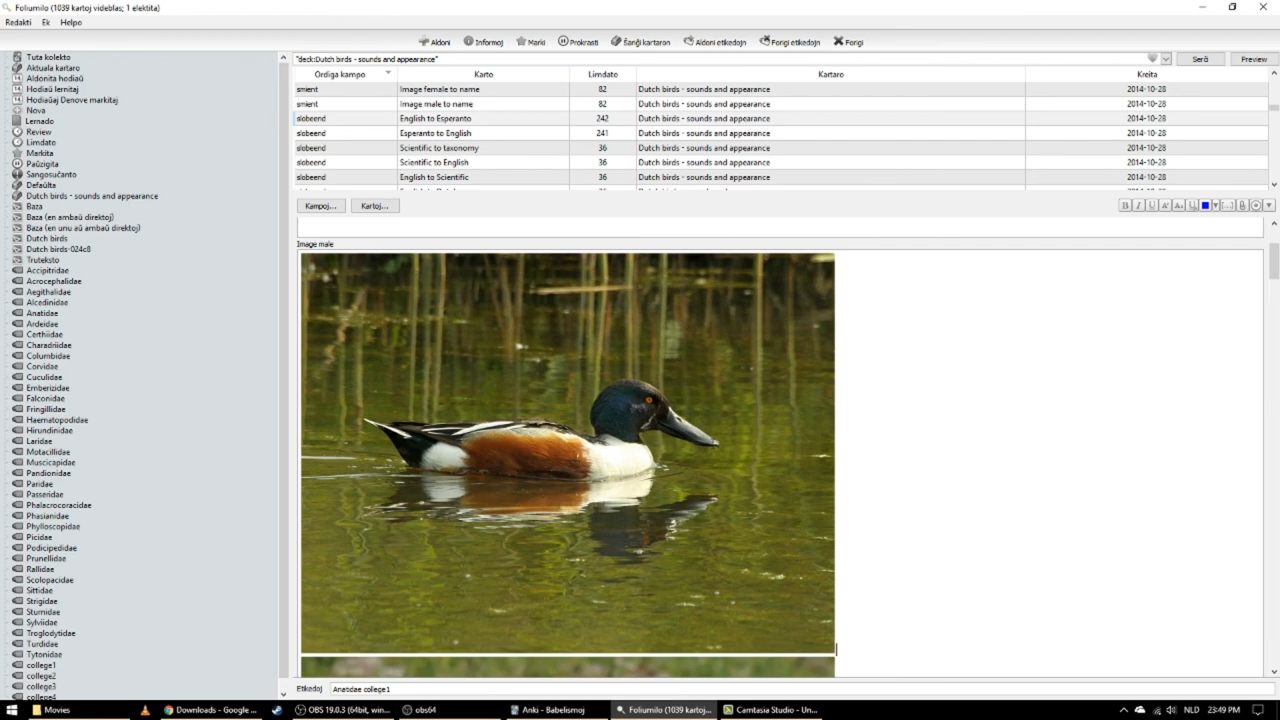 Foliumilo (1039 kartoj videblas; 1 elektita)
Redakti Ek Helpo
Aldoni Informoj Marki Prokrasti Ŝanĝi kartaron Aldoni etikedojn Forigi etikedojn Forigi
Tuta kolekto
Aktuala kartaro
Aldonita hodiaŭ
Hodiaŭ lernitaj
Hodiaŭaj Denove markitaj
Nova
Lernado
Review
Limdato
Markita
Paŭzigita
Sangosuĉanto
Defaŭlta
Dutch birds - sounds and appearance
Baza
Baza (en ambaŭ direktoj)
Baza (en unu aŭ ambaŭ direktoj)
Dutch birds
Dutch birds-024c8
Truteksto
Accipitridae
Acrocephalidae
Aegithalidae
Alcedinidae
Anatidae
Ardeidae
Certhiidae
Charadriidae
Columbidae
Corvidae
Cuculidae
Emberizidae
Falconidae
Fringillidae
Haematopodidae
Hirundinidae
Laridae
Motacillidae
Muscicapidae
Pandionidae
Paridae
Passeridae
Phalacrocoracidae
Phasianidae
Phylloscopidae
Picidae
Podicipedidae
Prunellidae
Rallidae
Scolopacidae
Sittidae
Strigidae
Sturnidae
Sylviidae
Troglodytidae
Turdidae
Tytonidae
college1
college2
college3
college4
"deck:Dutch birds - sounds and appearance" Serĉi Preview
Ordiga kampo Karto Limdato Kartaro Kreita
smient Image female to name 82 Dutch birds - sounds and appearance 2014-10-28
smient Image male to name 82 Dutch birds - sounds and appearance 2014-10-28
slobeend English to Esperanto 242 Dutch birds - sounds and appearance 2014-10-28
slobeend Esperanto to English 241 Dutch birds - sounds and appearance 2014-10-28
slobeend Scientific to taxonomy 36 Dutch birds - sounds and appearance 2014-10-28
slobeend Scientific to English 36 Dutch birds - sounds and appearance 2014-10-28
slobeend English to Scientific 36 Dutch birds - sounds and appearance 2014-10-28
Kampoj... Kartoj...
Image male
Etikedoj Anatidae college1
Movies Downloads - Google ... OBS 19.0.3 (64bit, win... obs64 Anki - Babelismoj Foliumilo (1039 kartoj... Camtasia Studio - Un... NLD 23:49 PM